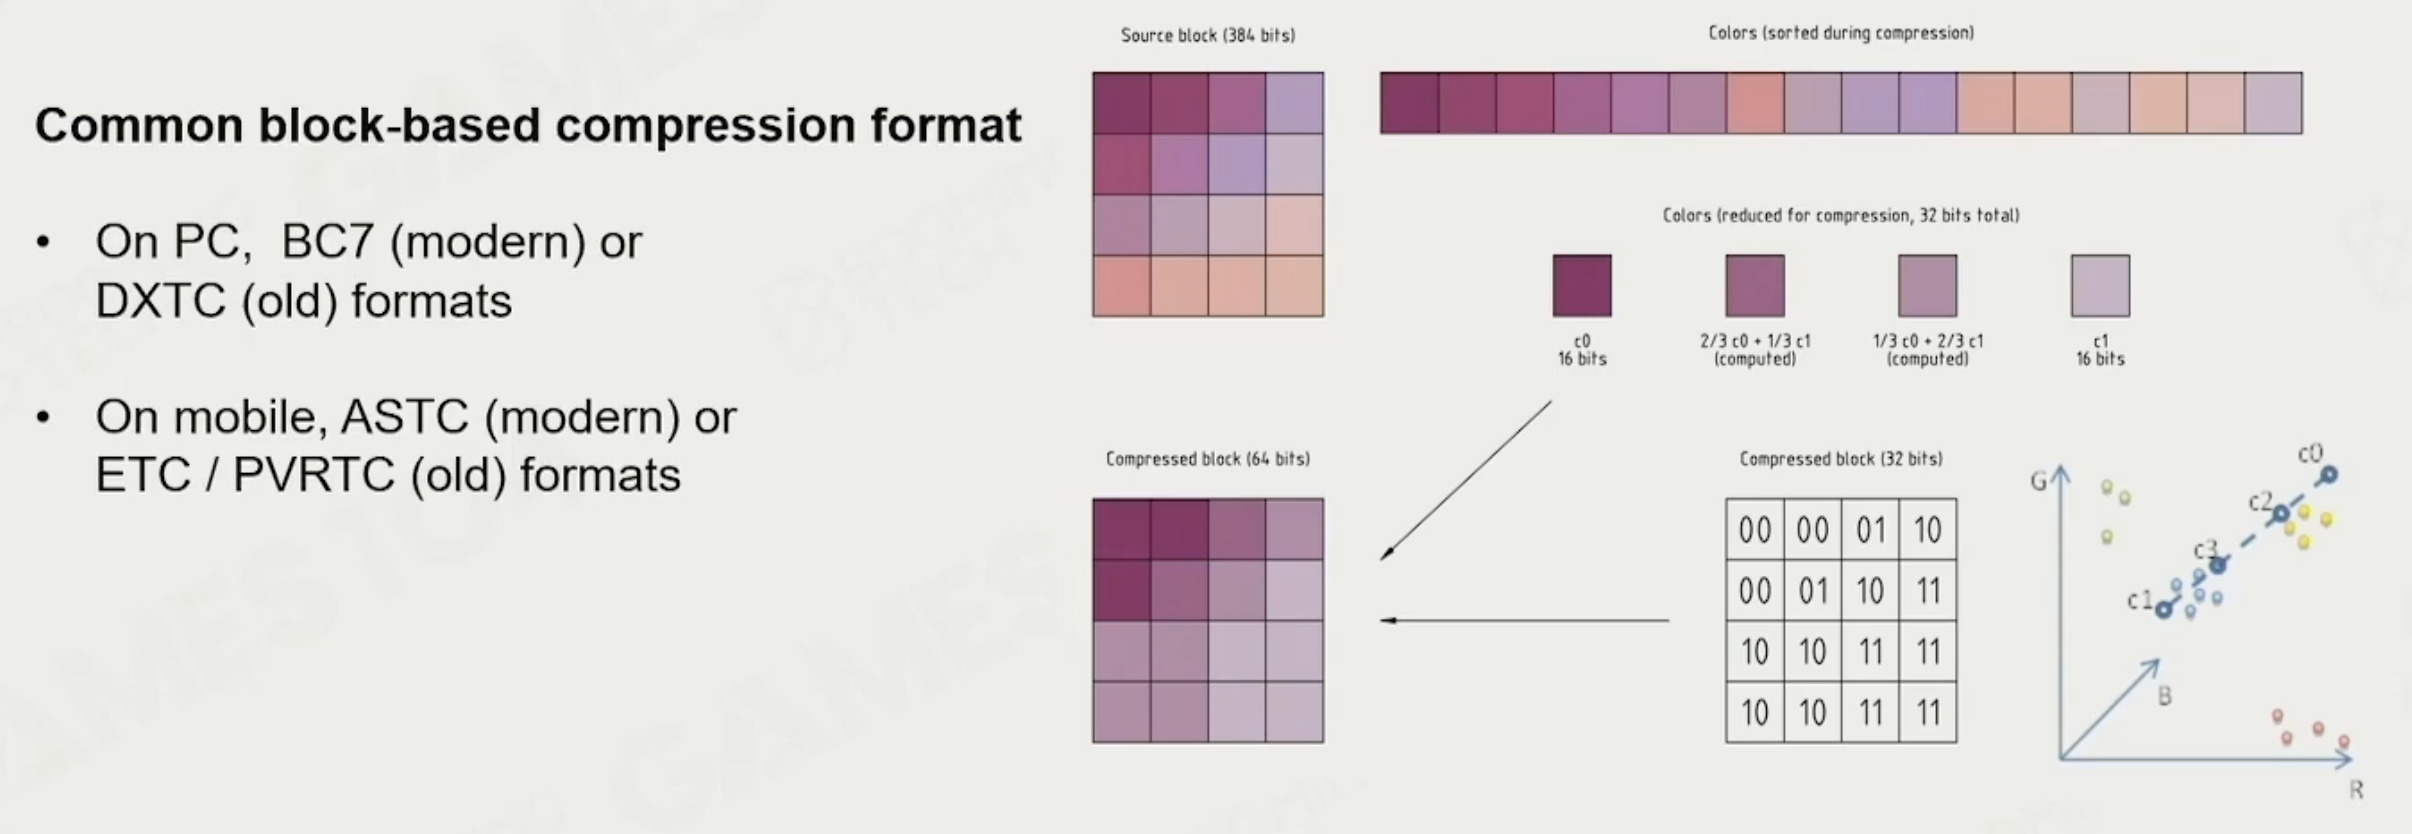 Common block-based compression format
• On PC, BC7 (modern) or
DXTC (old) formats
• On mobile, ASTC (modern) or
ETC / PVRTC (old) formats
Source block (384 bits)
Colors (sorted during compression)
Colors (reduced for compression, 32 bits total)
c0
16 bits
2/3 c0 + 1/3 c1
(computed)
1/3 c0 + 2/3 c1
(computed)
c1
16 bits
Compressed block (64 bits)
Compressed block (32 bits)
00 00 01 10
00 01 10 11
10 10 11 11
10 10 11 11
G
c0
c2
c3
c1
B
R